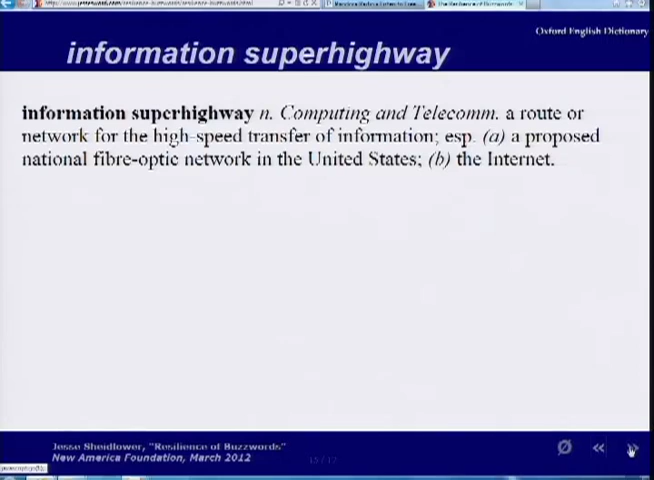 Oxford English Dictionary
information superhighway
information superhighway n. Computing and Telecomm. a route or
network for the high-speed transfer of information; esp. (a) a proposed
national fibre-optic network in the United States; (b) the Internet.
Jesse Sheidlower, "Resilience of Buzzwords"
New America Foundation, March 2012